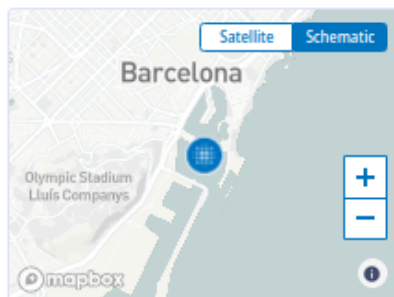 Satellite
Schematic
Barcelona
Olympic Stadium
Lluís Companys
+
−
mapbox
i